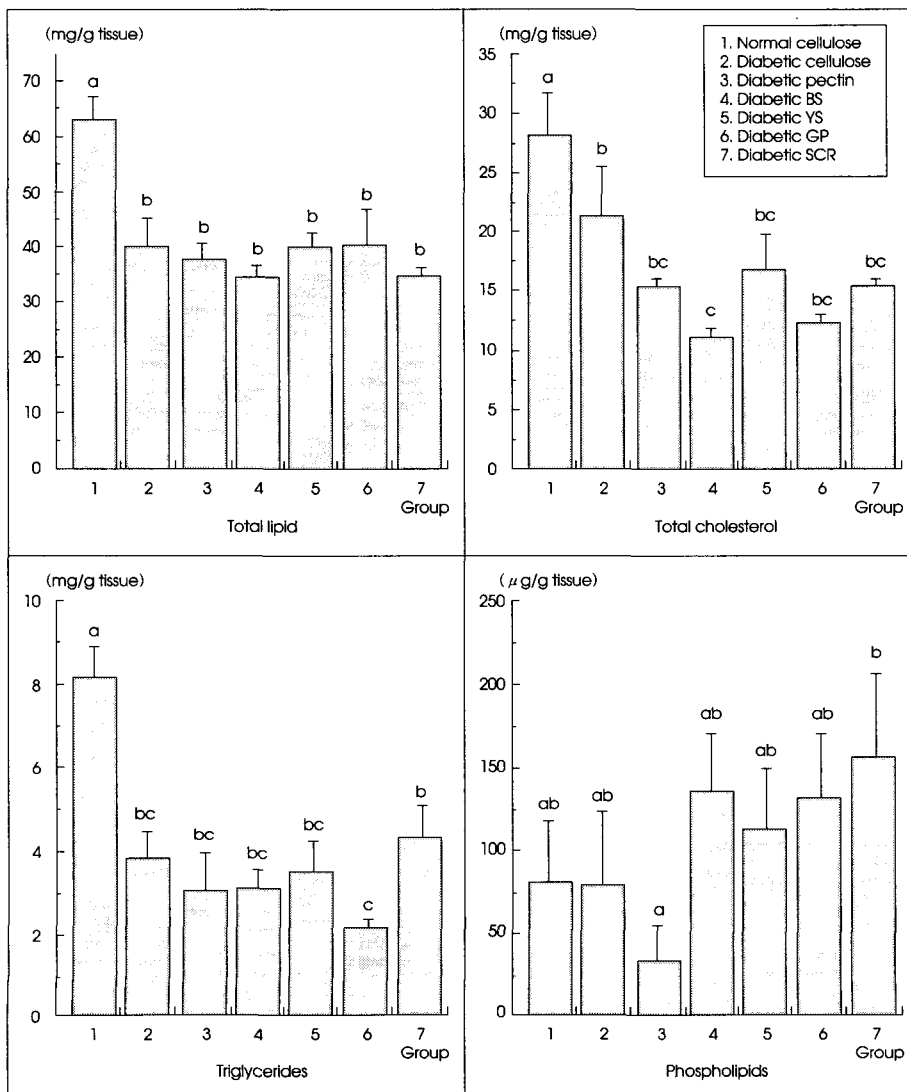 (mg/g tissue)
70
60
50
40
30
20
10
0
a
b
b
b
b
b
b
1 2 3 4 5 6 7
Group
Total lipid
(mg/g tissue)
35
30
25
20
15
10
5
0
a
b
bc
c
bc
bc
bc
1. Normal cellulose
2. Diabetic cellulose
3. Diabetic pectin
4. Diabetic BS
5. Diabetic YS
6. Diabetic GP
7. Diabetic SCR
1 2 3 4 5 6 7
Group
Total cholesterol
(mg/g tissue)
10
8
6
4
2
0
a
bc
bc
bc
bc
c
b
1 2 3 4 5 6 7
Group
Triglycerides
(μg/g tissue)
250
200
150
100
50
0
ab
ab
a
ab
ab
ab
b
1 2 3 4 5 6 7
Group
Phospholipids